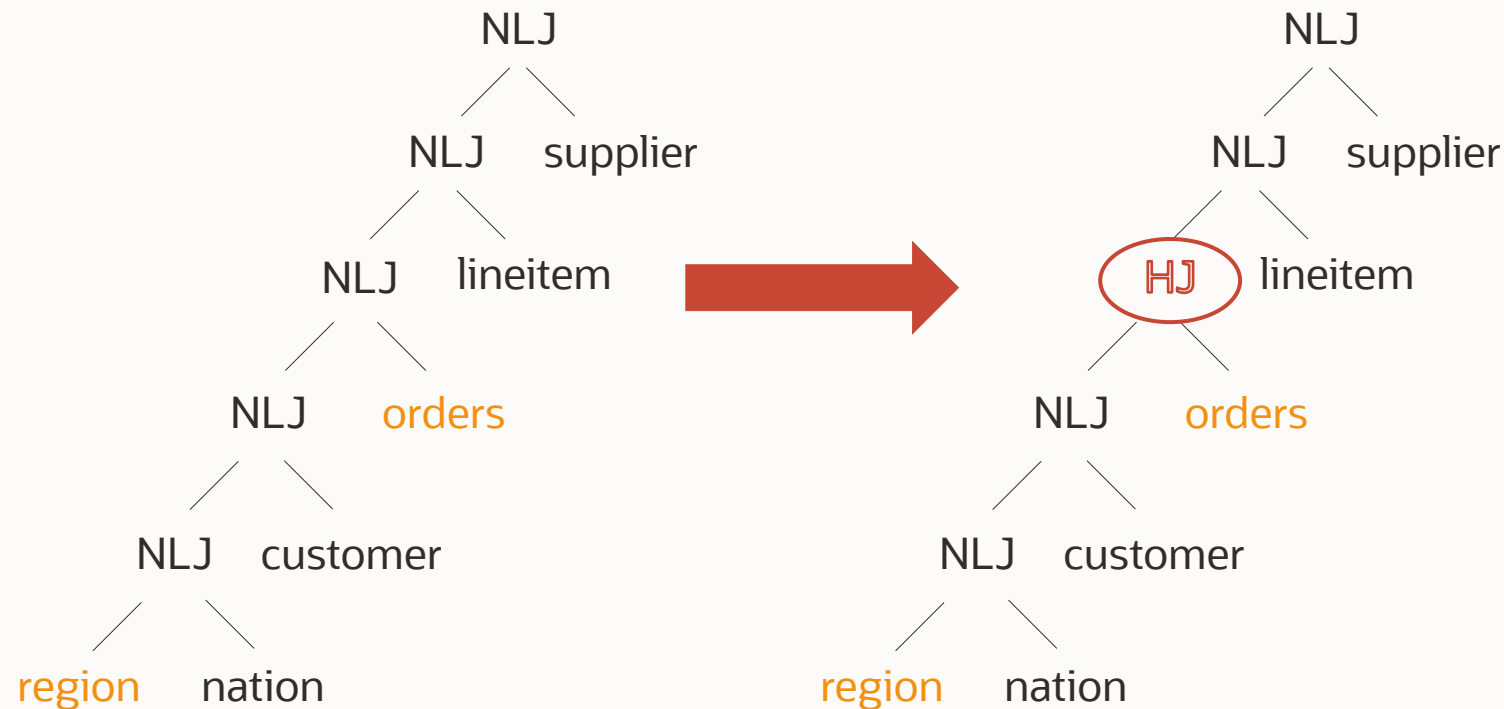 NLJ
NLJ supplier
NLJ lineitem
NLJ orders
NLJ customer
region nation
NLJ
NLJ supplier
HJ lineitem
NLJ orders
NLJ customer
region nation